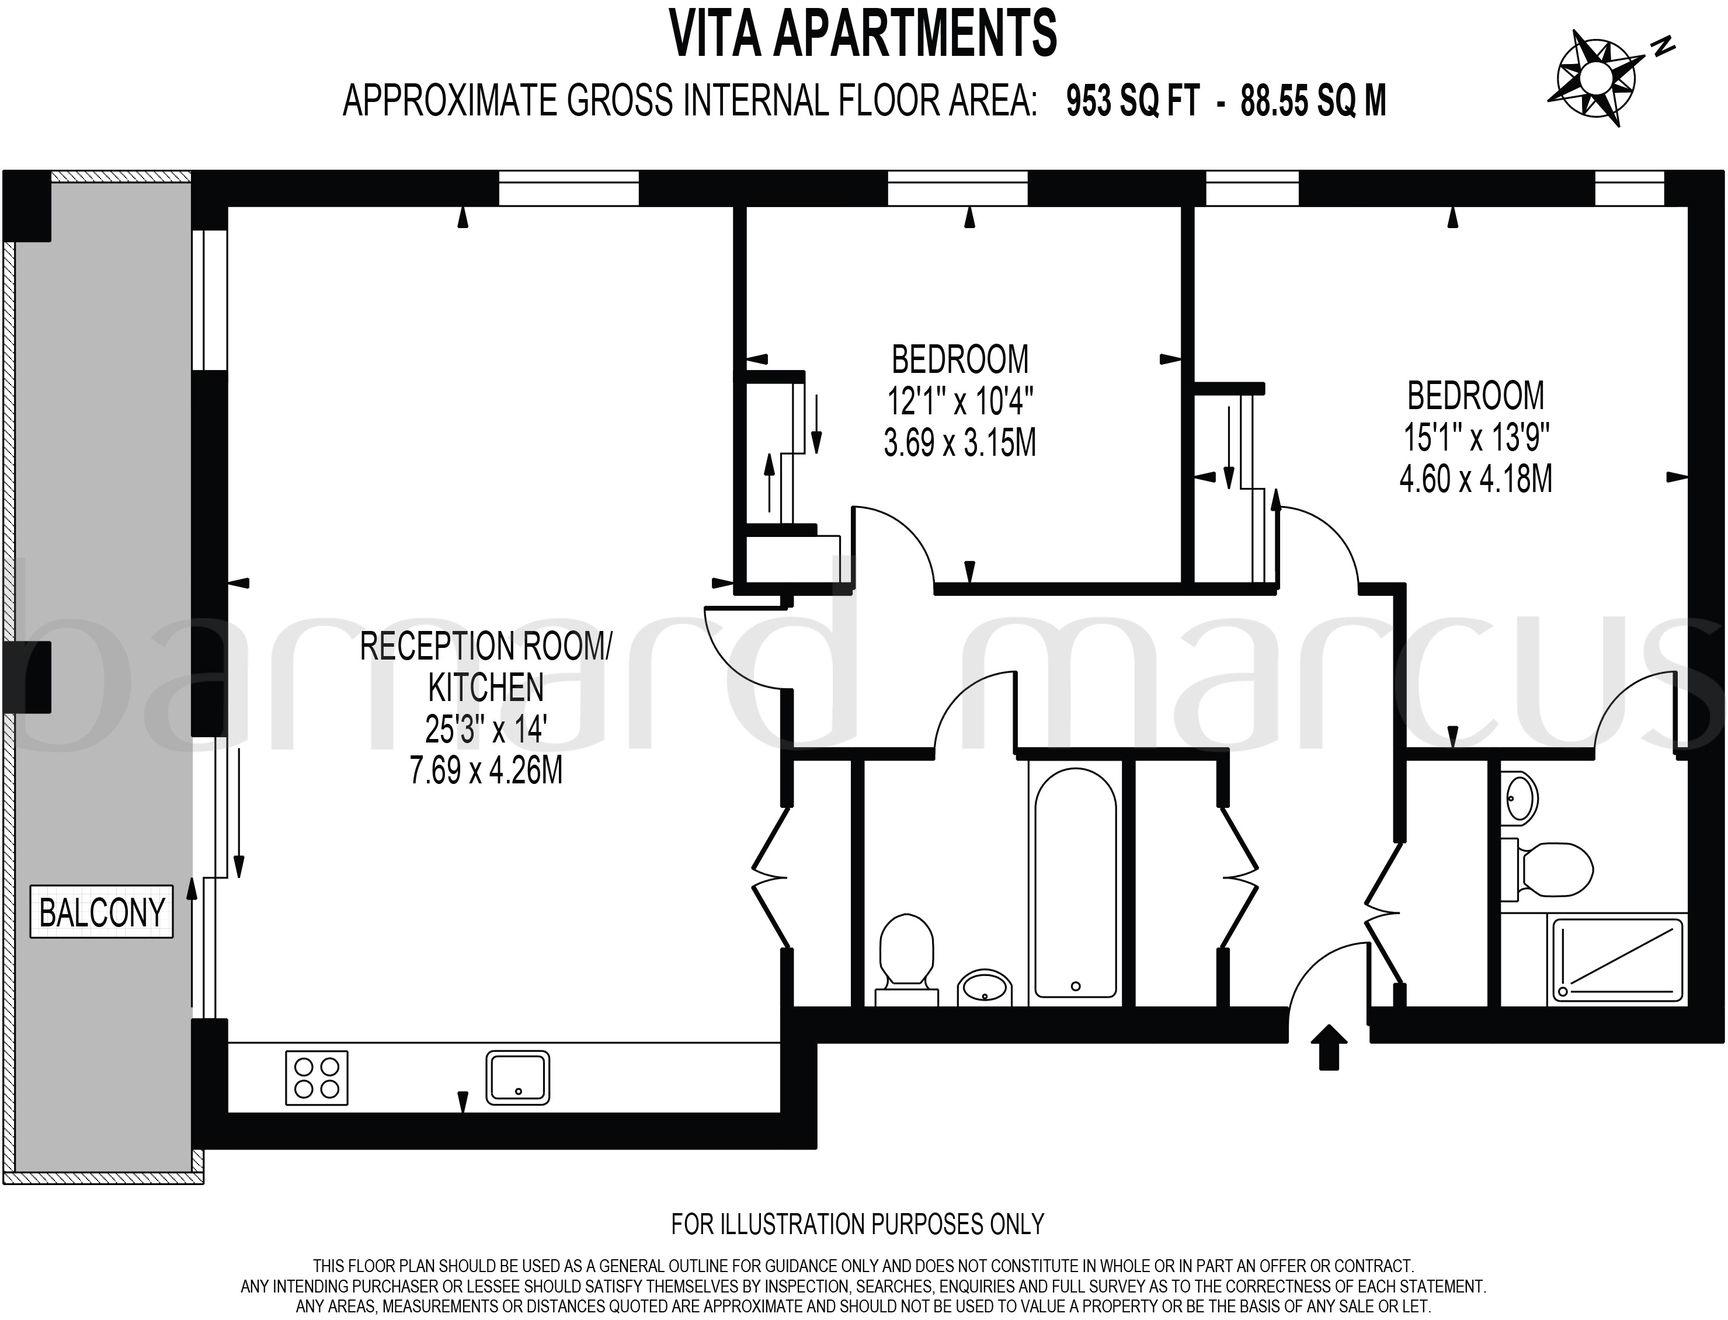 VITA APARTMENTS
APPROXIMATE GROSS INTERNAL FLOOR AREA: 953 SQ FT - 88.55 SQ M
N
BEDROOM
12'1" x 10'4"
3.69 x 3.15M
BEDROOM
15'1" x 13'9"
4.60 x 4.18M
barnard marcus
RECEPTION ROOM/
KITCHEN
25'3" x 14'
7.69 x 4.26M
BALCONY
FOR ILLUSTRATION PURPOSES ONLY
THIS FLOOR PLAN SHOULD BE USED AS A GENERAL OUTLINE FOR GUIDANCE ONLY AND DOES NOT CONSTITUTE IN WHOLE OR IN PART AN OFFER OR CONTRACT.
ANY INTENDING PURCHASER OR LESSEE SHOULD SATISFY THEMSELVES BY INSPECTION, SEARCHES, ENQUIRIES AND FULL SURVEY AS TO THE CORRECTNESS OF EACH STATEMENT.
ANY AREAS, MEASUREMENTS OR DISTANCES QUOTED ARE APPROXIMATE AND SHOULD NOT BE USED TO VALUE A PROPERTY OR BE THE BASIS OF ANY SALE OR LET.